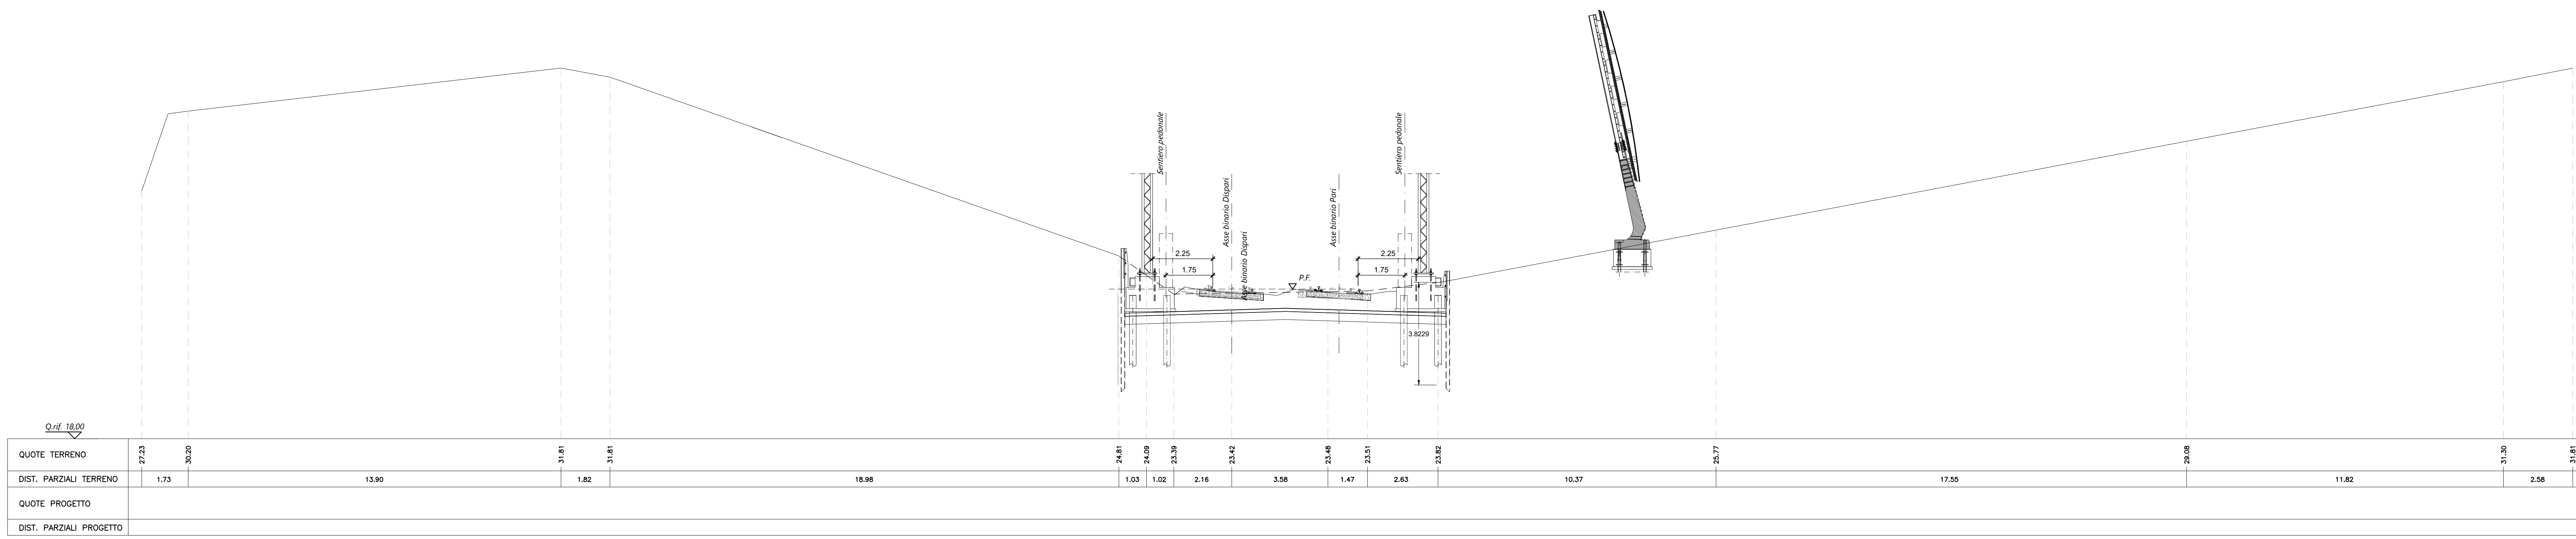 Sentiero pedonale
Sentiero pedonale
Asse binario Dispari
Asse binario Pari
Asse binario Dispari
2.25
2.25
1.75
1.75
P.F.
3.8229
Q.rif. 18.00
QUOTE TERRENO 27.23 30.20 31.81 31.81 24.81 24.09 23.39 23.42 23.48 23.51 23.82 25.77 29.08 31.30 31.81
DIST. PARZIALI TERRENO 1.73 13.90 1.82 18.98 1.03 1.02 2.16 3.58 1.47 2.63 10.37 17.55 11.82 2.58
QUOTE PROGETTO
DIST. PARZIALI PROGETTO